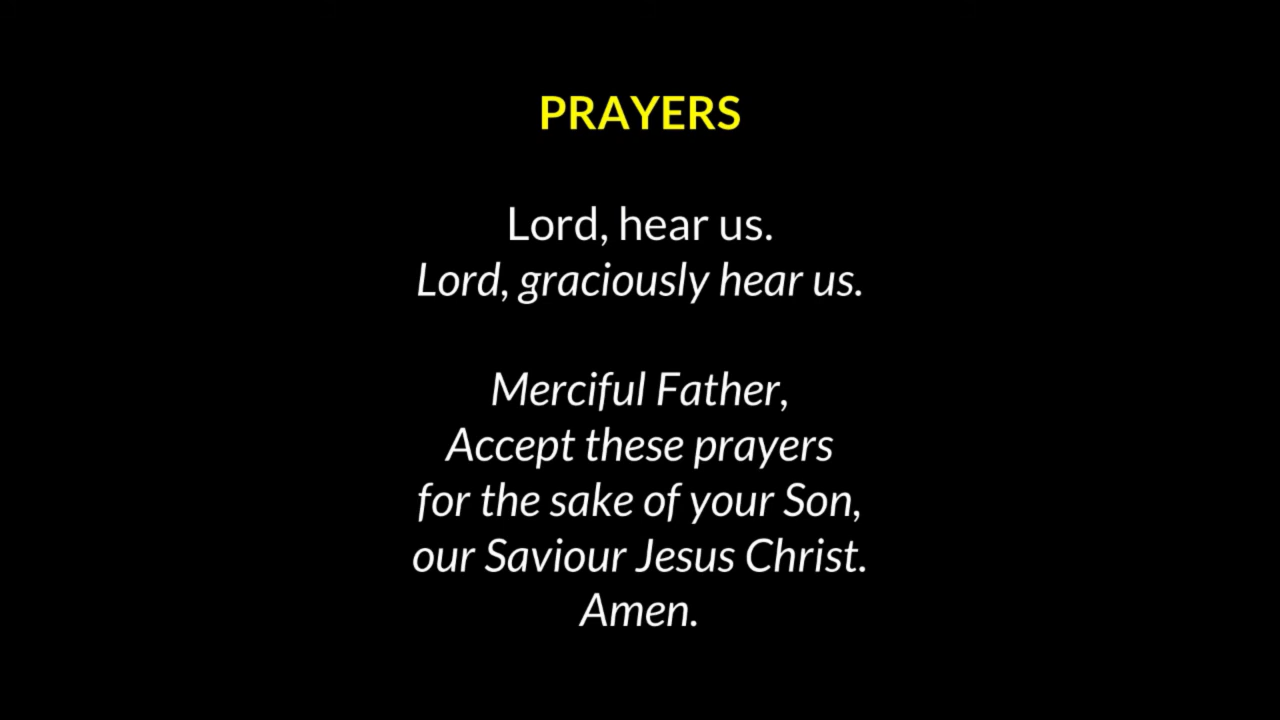 PRAYERS
Lord, hear us.
Lord, graciously hear us.
Merciful Father,
Accept these prayers
for the sake of your Son,
our Saviour Jesus Christ.
Amen.